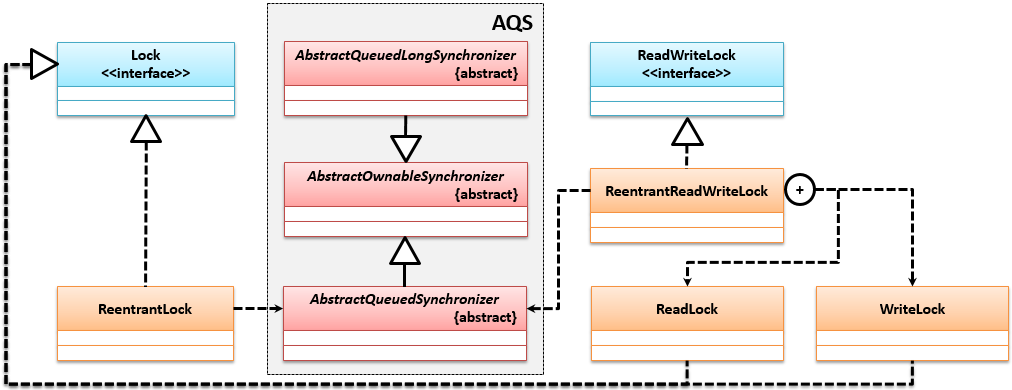 AQS
Lock
<<interface>>
AbstractQueuedLongSynchronizer
{abstract}
ReadWriteLock
<<interface>>
AbstractOwnableSynchronizer
{abstract}
ReentrantReadWriteLock
+
ReentrantLock
AbstractQueuedSynchronizer
{abstract}
ReadLock
WriteLock